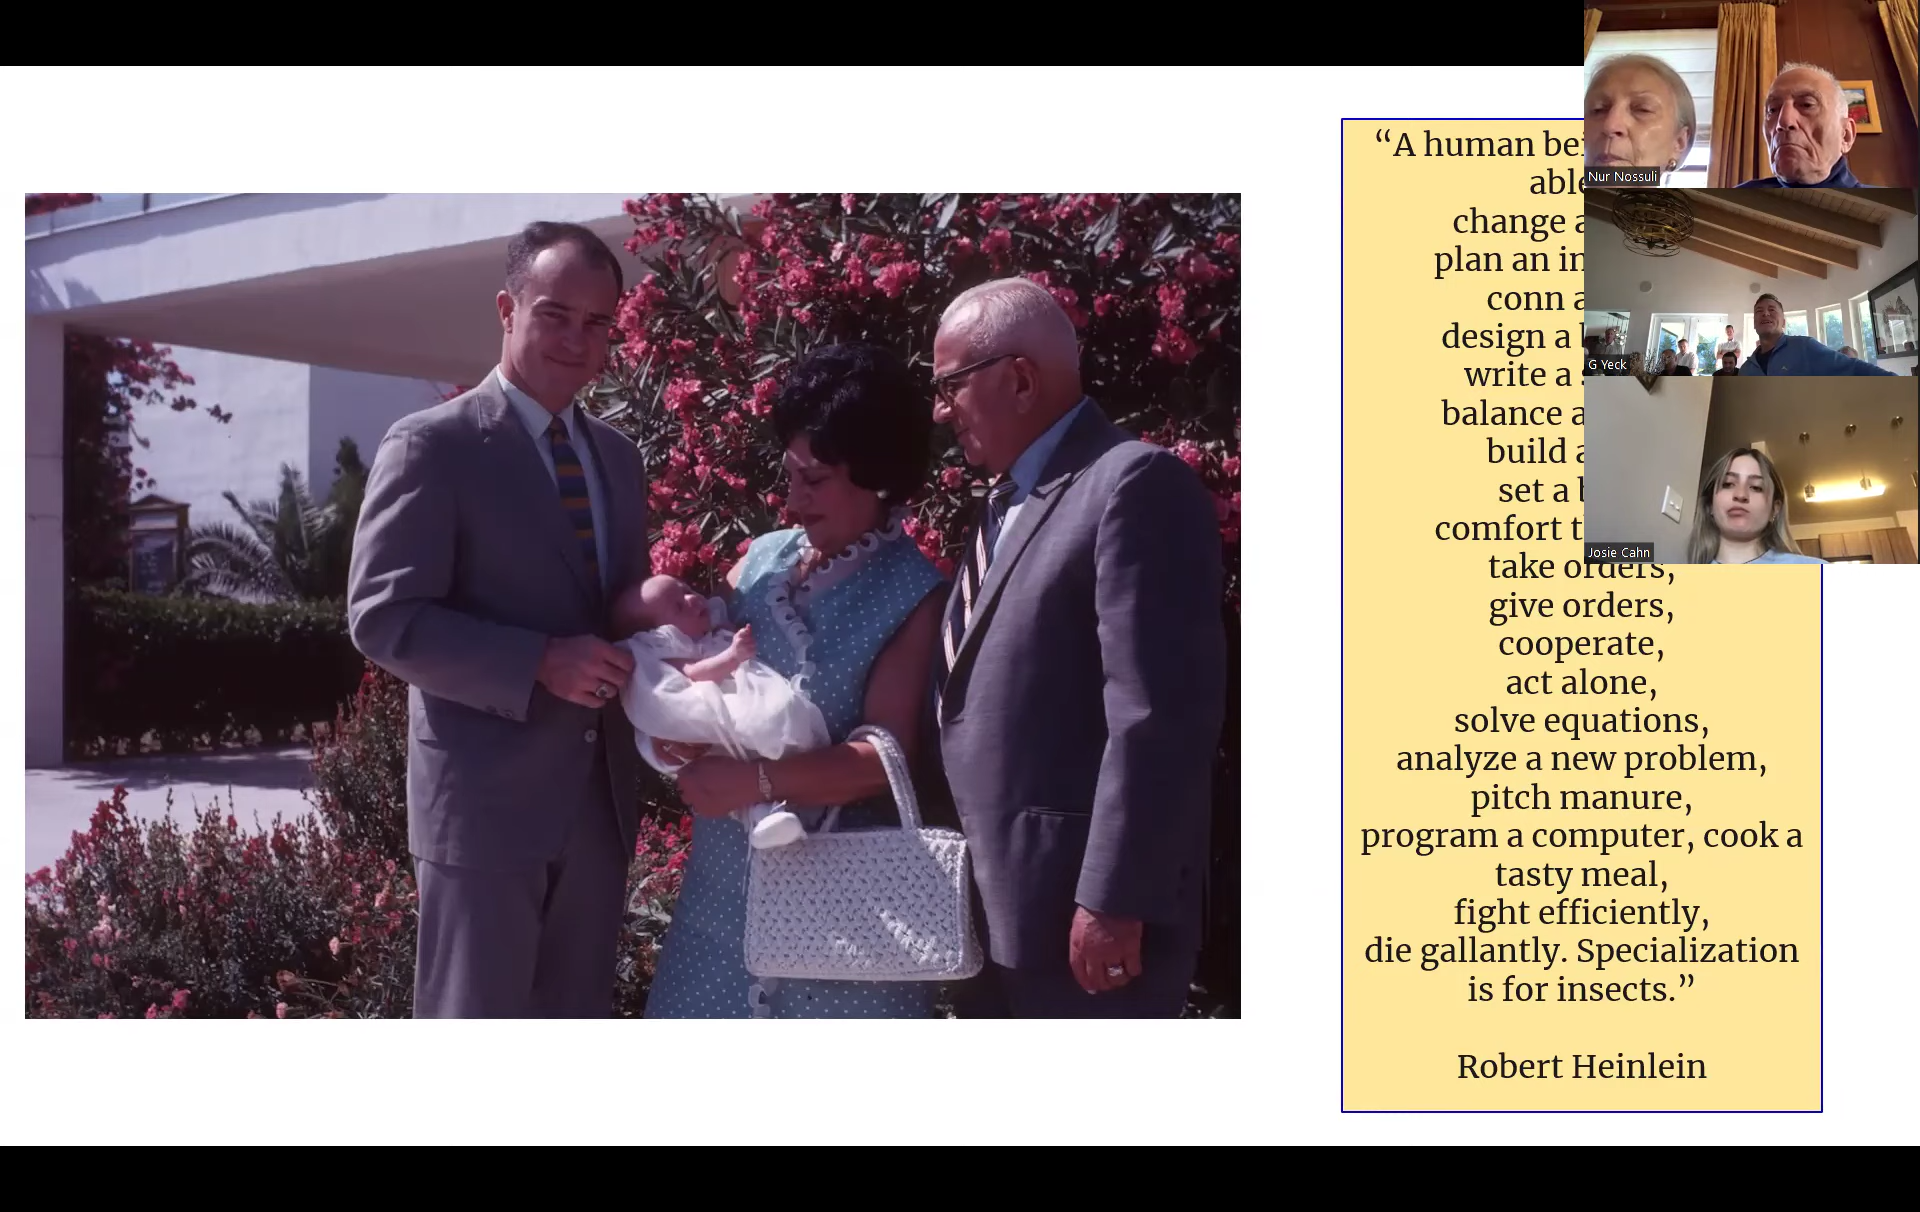 “A human
able
change
plan an
conn
design a
write a
balance
build
set a
comfort
take orders,
give orders,
cooperate,
act alone,
solve equations,
analyze a new problem,
pitch manure,
program a computer, cook a
tasty meal,
fight efficiently,
die gallantly. Specialization
is for insects.”
Robert Heinlein
Nur Nossuli
G Yeck
Josie Cahn